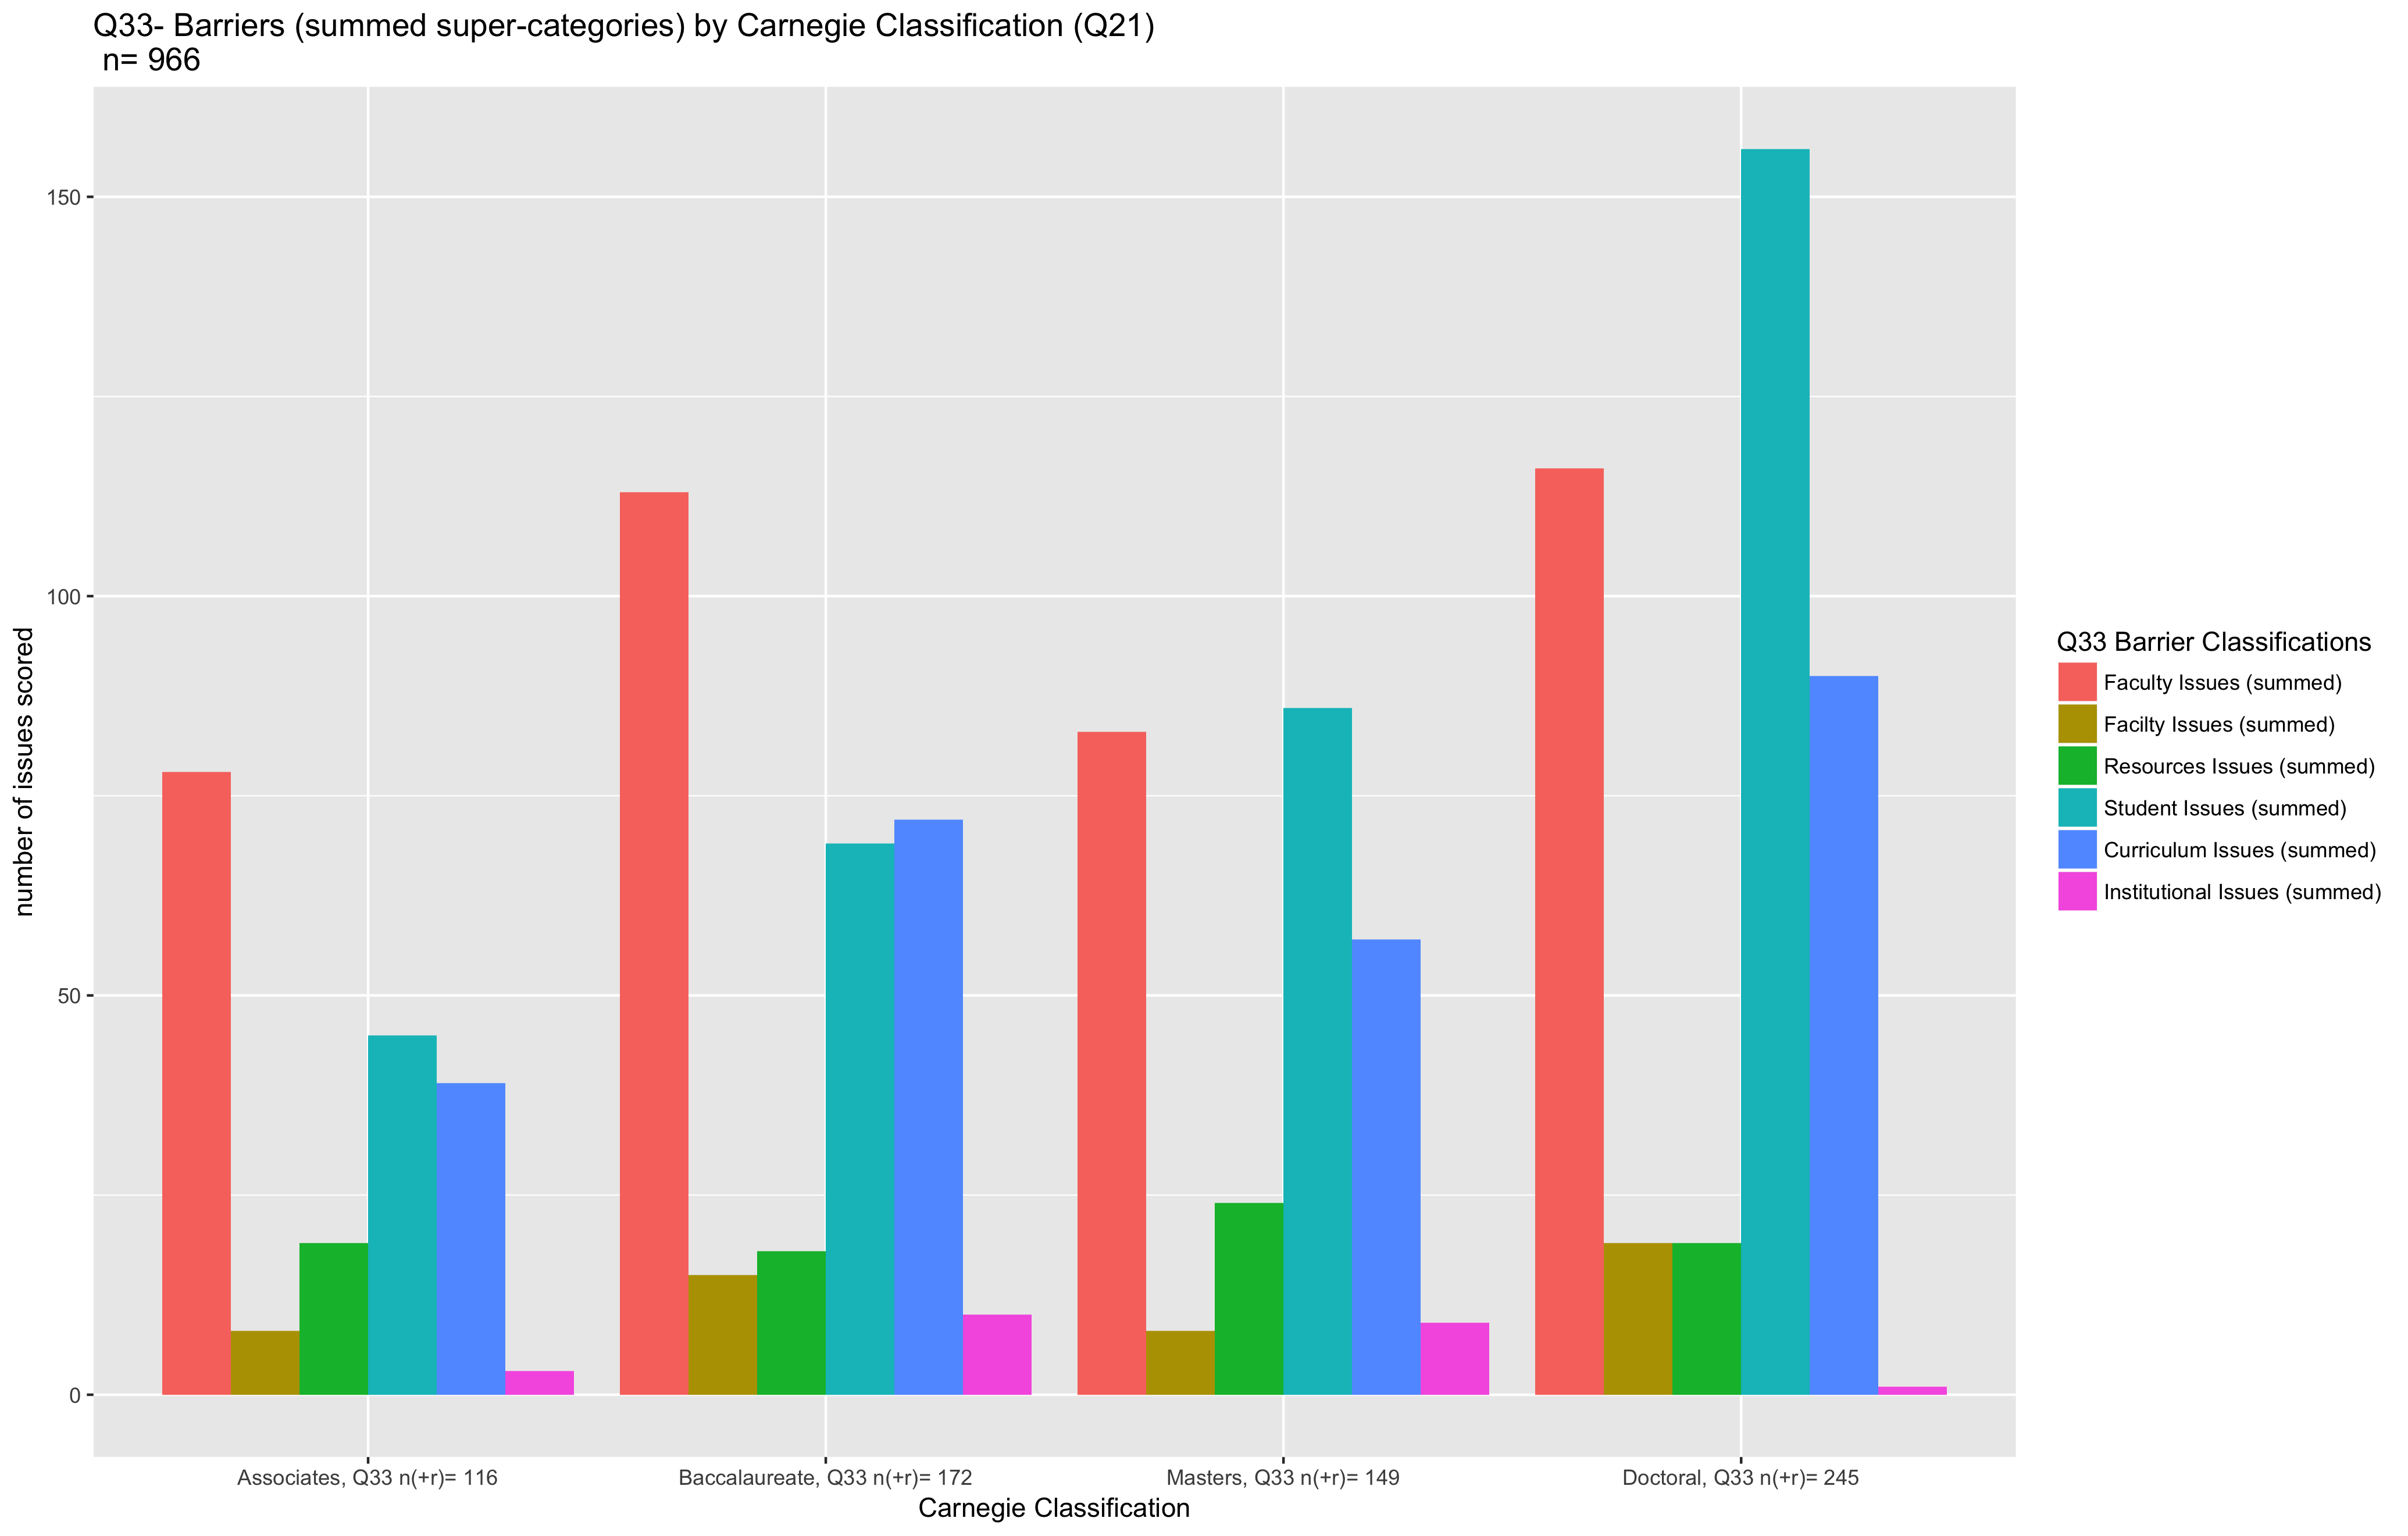 Q33- Barriers (summed super-categories) by Carnegie Classification (Q21)
n= 966
150
100
50
0
number of issues scored
Associates, Q33 n(+r)= 116
Baccalaureate, Q33 n(+r)= 172
Masters, Q33 n(+r)= 149
Doctoral, Q33 n(+r)= 245
Carnegie Classification
Q33 Barrier Classifications
Faculty Issues (summed)
Facilty Issues (summed)
Resources Issues (summed)
Student Issues (summed)
Curriculum Issues (summed)
Institutional Issues (summed)